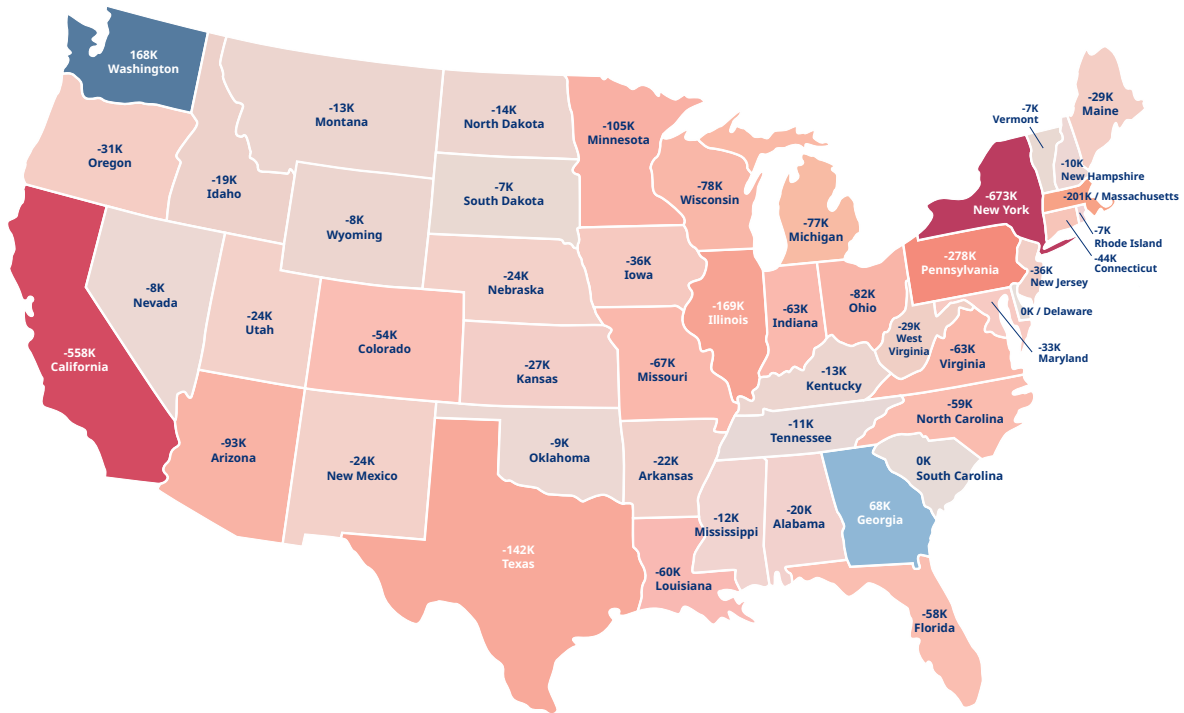 168K
Washington
-31K
Oregon
-558K
California
-19K
Idaho
-8K
Nevada
-13K
Montana
-8K
Wyoming
-24K
Utah
-93K
Arizona
-54K
Colorado
-24K
New Mexico
-14K
North Dakota
-7K
South Dakota
-24K
Nebraska
-27K
Kansas
-9K
Oklahoma
-142K
Texas
-105K
Minnesota
-36K
Iowa
-67K
Missouri
-22K
Arkansas
-60K
Louisiana
-78K
Wisconsin
-169K
Illinois
-77K
Michigan
-63K
Indiana
-82K
Ohio
-13K
Kentucky
-11K
Tennessee
-12K
Mississippi
-20K
Alabama
68K
Georgia
-58K
Florida
0K
South Carolina
-59K
North Carolina
-63K
Virginia
-29K
West
Virginia
-278K
Pennsylvania
-673K
New York
-7K
Vermont
-29K
Maine
-10K
New Hampshire
-201K / Massachusetts
-7K
Rhode Island
-44K
Connecticut
-36K
New Jersey
0K / Delaware
-33K
Maryland